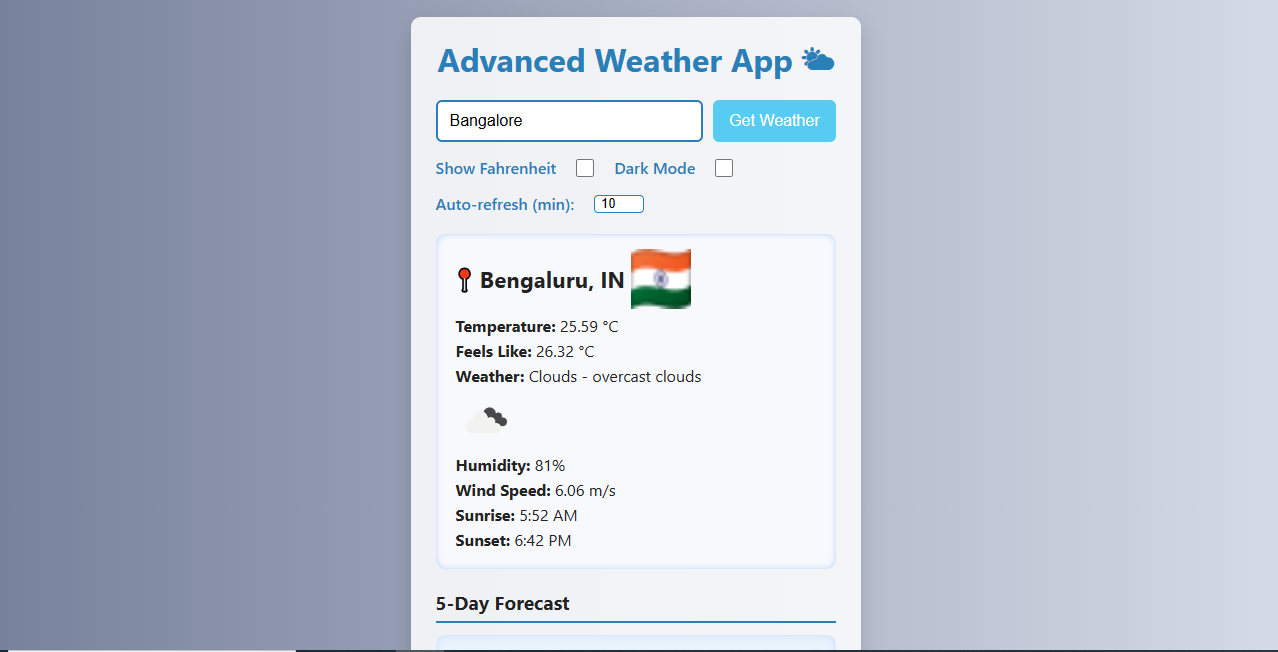 Advanced Weather App
Bangalore
Get Weather
Show Fahrenheit
Dark Mode
Auto-refresh (min):
10
Bengaluru, IN
Temperature: 25.59 °C
Feels Like: 26.32 °C
Weather: Clouds - overcast clouds
Humidity: 81%
Wind Speed: 6.06 m/s
Sunrise: 5:52 AM
Sunset: 6:42 PM
5-Day Forecast